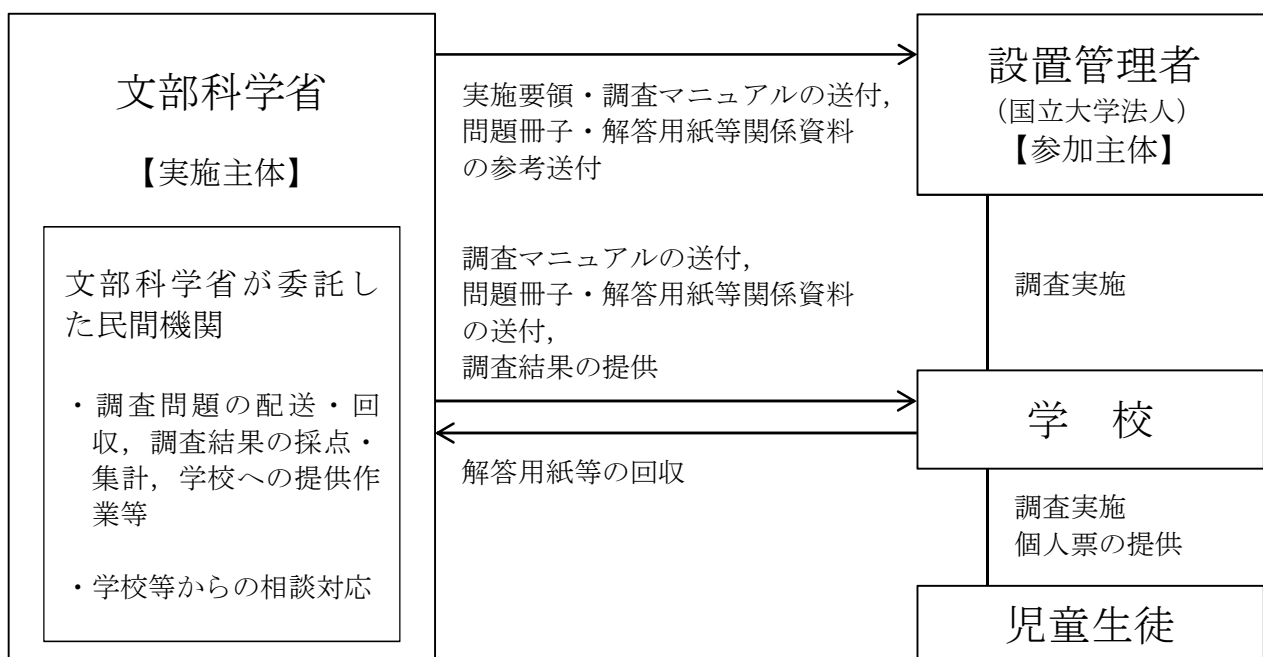 文部科学省
【実施主体】
文部科学省が委託し
た民間機関
・調査問題の配送・回
収，調査結果の採点・
集計，学校への提供作
業等
・学校等からの相談対応
実施要領・調査マニュアルの送付，
問題冊子・解答用紙等関係資料
の参考送付
調査マニュアルの送付，
問題冊子・解答用紙等関係資料
の送付，
調査結果の提供
解答用紙等の回収
設置管理者
（国立大学法人）
【参加主体】
調査実施
学　校
調査実施
個人票の提供
児童生徒